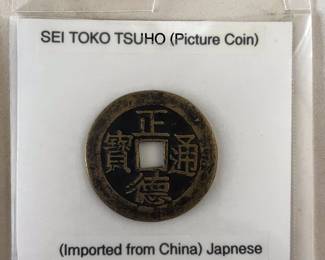 SEI TOKO TSUHO (Picture Coin)
正
寶 通
德
(Imported from China) Japnese